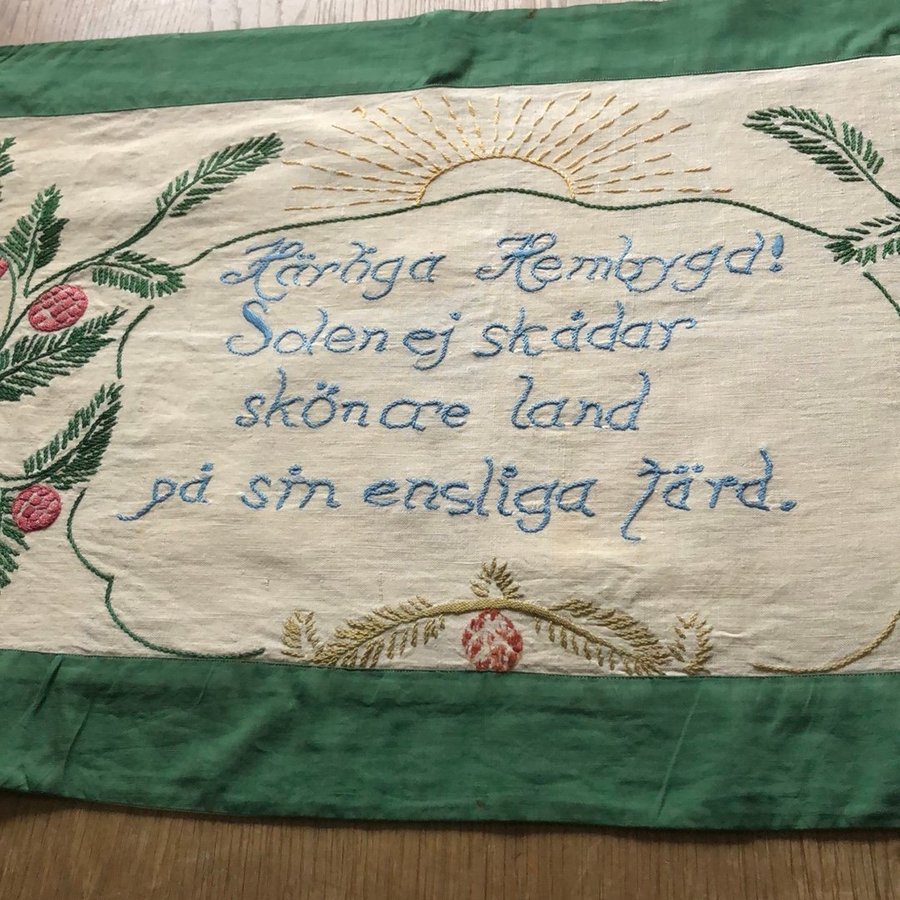 Härliga Hembygd!
Solen ej skådar
skönare land
på sin ensliga färd.